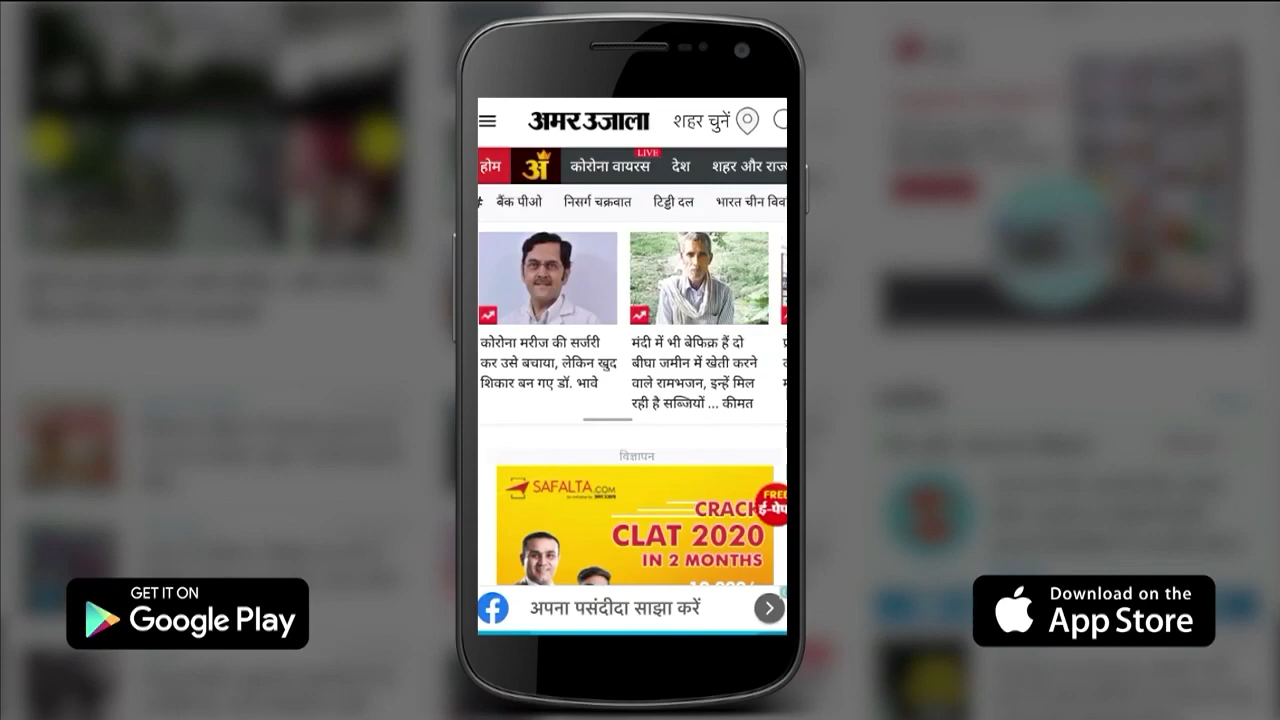 अमर उजाला
शहर चुनें
होम
अं
कोरोना वायरस
LIVE
देश
शहर और राज्य
# बैंक पीओ
निसर्ग चक्रवात
टिड्डी दल
भारत चीन विवा
कोरोना मरीज की सर्जरी
कर उसे बचाया, लेकिन खुद
शिकार बन गए डॉ. भावे
मंदी में भी बेफिक्र हैं दो
बीघा जमीन में खेती करने
वाले रामभजन, इन्हें मिल
रही है सब्जियों ... कीमत
विज्ञापन
SAFALTA.COM
CRACK
CLAT 2020
IN 2 MONTHS
FREE
ई-पेप
अपना पसंदीदा साझा करें
GET IT ON
Google Play
Download on the
App Store